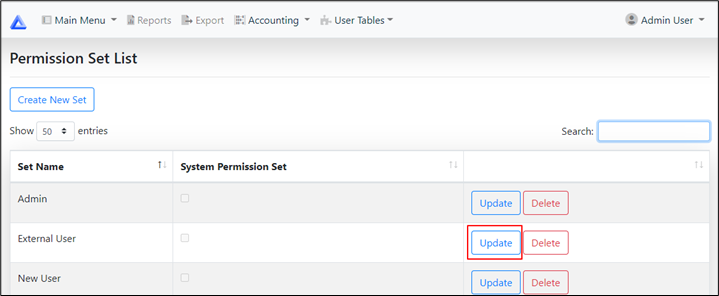 Main Menu Reports Export Accounting User Tables Admin User
Permission Set List
Create New Set
Show 50 entries Search:
Set Name System Permission Set
Admin Update Delete
External User Update Delete
New User Update Delete